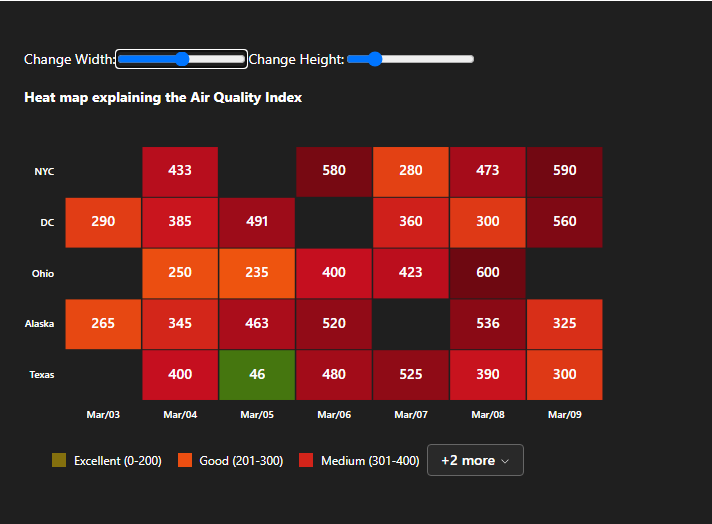 Change Width: Change Height:
Heat map explaining the Air Quality Index
NYC 433 580 280 473 590
DC 290 385 491 360 300 560
Ohio 250 235 400 423 600
Alaska 265 345 463 520 536 325
Texas 400 46 480 525 390 300
Mar/03 Mar/04 Mar/05 Mar/06 Mar/07 Mar/08 Mar/09
Excellent (0-200) Good (201-300) Medium (301-400) +2 more